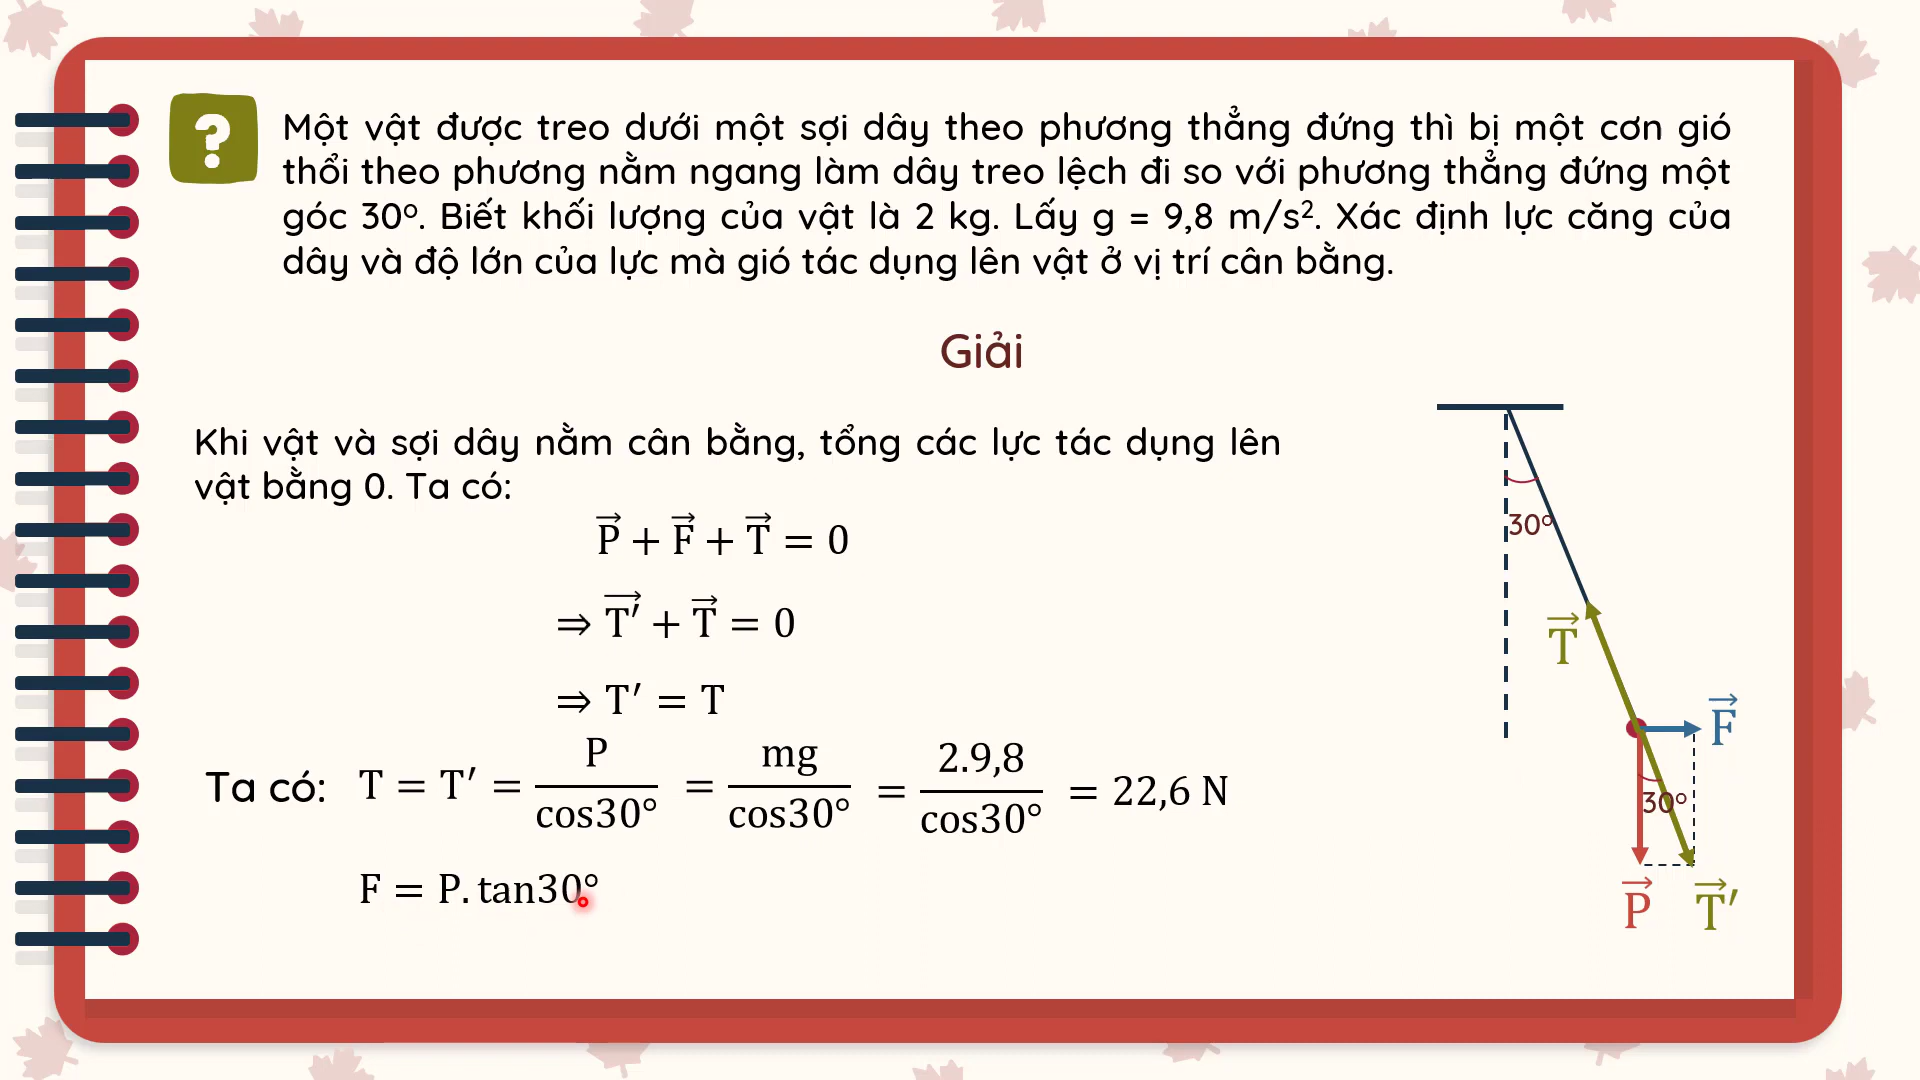 ?
Một vật được treo dưới một sợi dây theo phương thẳng đứng thì bị một cơn gió
thổi theo phương nằm ngang làm dây treo lệch đi so với phương thẳng đứng một
góc 30°. Biết khối lượng của vật là 2 kg. Lấy g = 9,8 m/s². Xác định lực căng của
dây và độ lớn của lực mà gió tác dụng lên vật ở vị trí cân bằng.
Giải
Khi vật và sợi dây nằm cân bằng, tổng các lực tác dụng lên
vật bằng 0. Ta có:
P⃗ + F⃗ + T⃗ = 0
⇒ T′⃗ + T⃗ = 0
⇒ T′ = T
Ta có: T = T′ = P/cos30° = mg/cos30° = 2.9,8/cos30° = 22,6 N
F = P. tan30°
30°
T⃗
F⃗
30°
P⃗
T⃗′